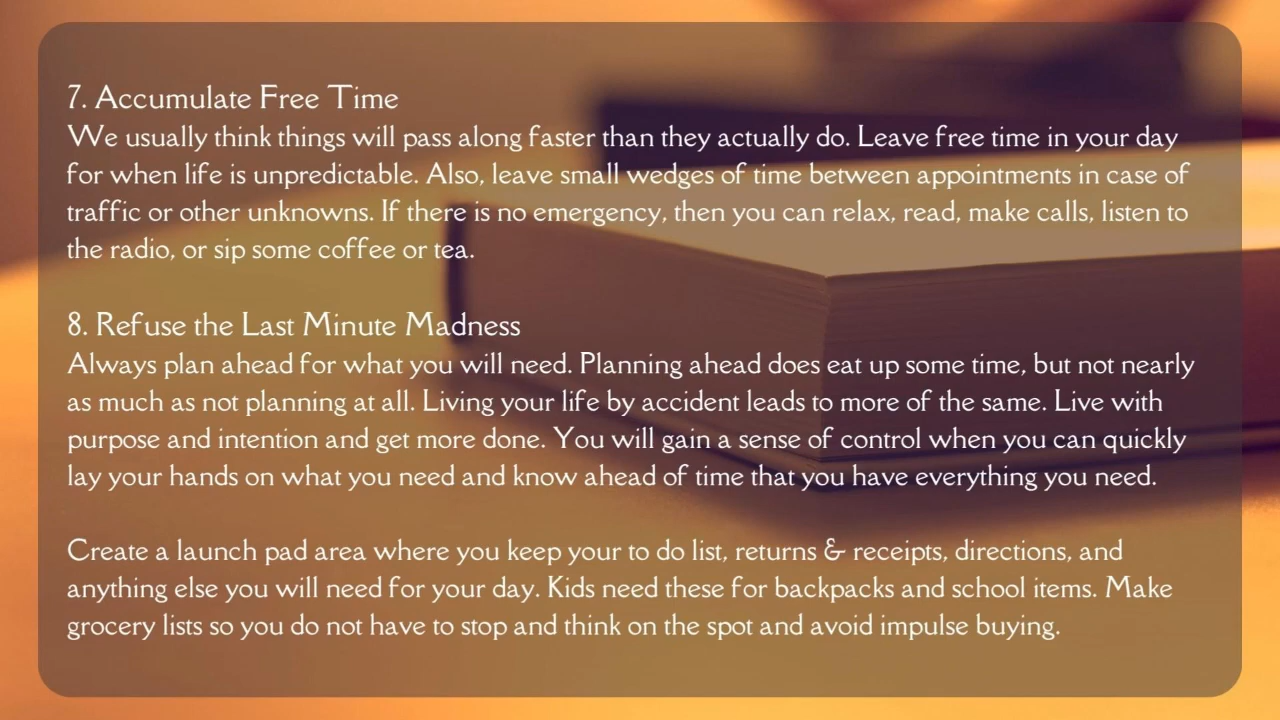 7. Accumulate Free Time
We usually think things will pass along faster than they actually do. Leave free time in your day
for when life is unpredictable. Also, leave small wedges of time between appointments in case of
traffic or other unknowns. If there is no emergency, then you can relax, read, make calls, listen to
the radio, or sip some coffee or tea.
8. Refuse the Last Minute Madness
Always plan ahead for what you will need. Planning ahead does eat up some time, but not nearly
as much as not planning at all. Living your life by accident leads to more of the same. Live with
purpose and intention and get more done. You will gain a sense of control when you can quickly
lay your hands on what you need and know ahead of time that you have everything you need.
Create a launch pad area where you keep your to do list, returns & receipts, directions, and
anything else you will need for your day. Kids need these for backpacks and school items. Make
grocery lists so you do not have to stop and think on the spot and avoid impulse buying.